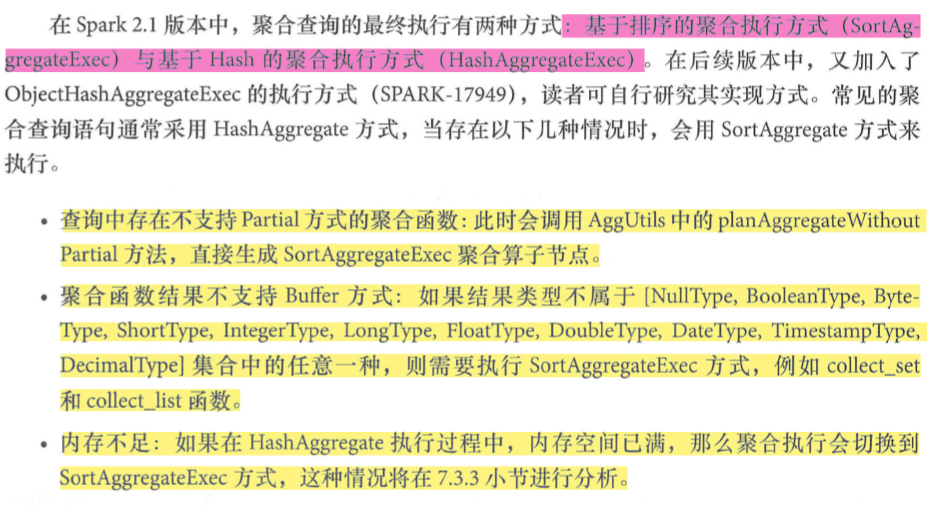 在 Spark 2.1 版本中，聚合查询的最终执行有两种方式：基于排序的聚合执行方式（SortAg-
gregateExec）与基于 Hash 的聚合执行方式（HashAggregateExec）。在后续版本中，又加入了
ObjectHashAggregateExec 的执行方式（SPARK-17949），读者可自行研究其实现方式。常见的聚
合查询语句通常采用 HashAggregate 方式，当存在以下几种情况时，会用 SortAggregate 方式来
执行。
• 查询中存在不支持 Partial 方式的聚合函数：此时会调用 AggUtils 中的 planAggregateWithout
Partial 方法，直接生成 SortAggregateExec 聚合算子节点。
• 聚合函数结果不支持 Buffer 方式：如果结果类型不属于 [NullType, BooleanType, Byte-
Type, ShortType, IntegerType, LongType, FloatType, DoubleType, DateType, TimestampType,
DecimalType] 集合中的任意一种，则需要执行 SortAggregateExec 方式，例如 collect_set
和 collect_list 函数。
• 内存不足：如果在 HashAggregate 执行过程中，内存空间已满，那么聚合执行会切换到
SortAggregateExec 方式，这种情况将在 7.3.3 小节进行分析。